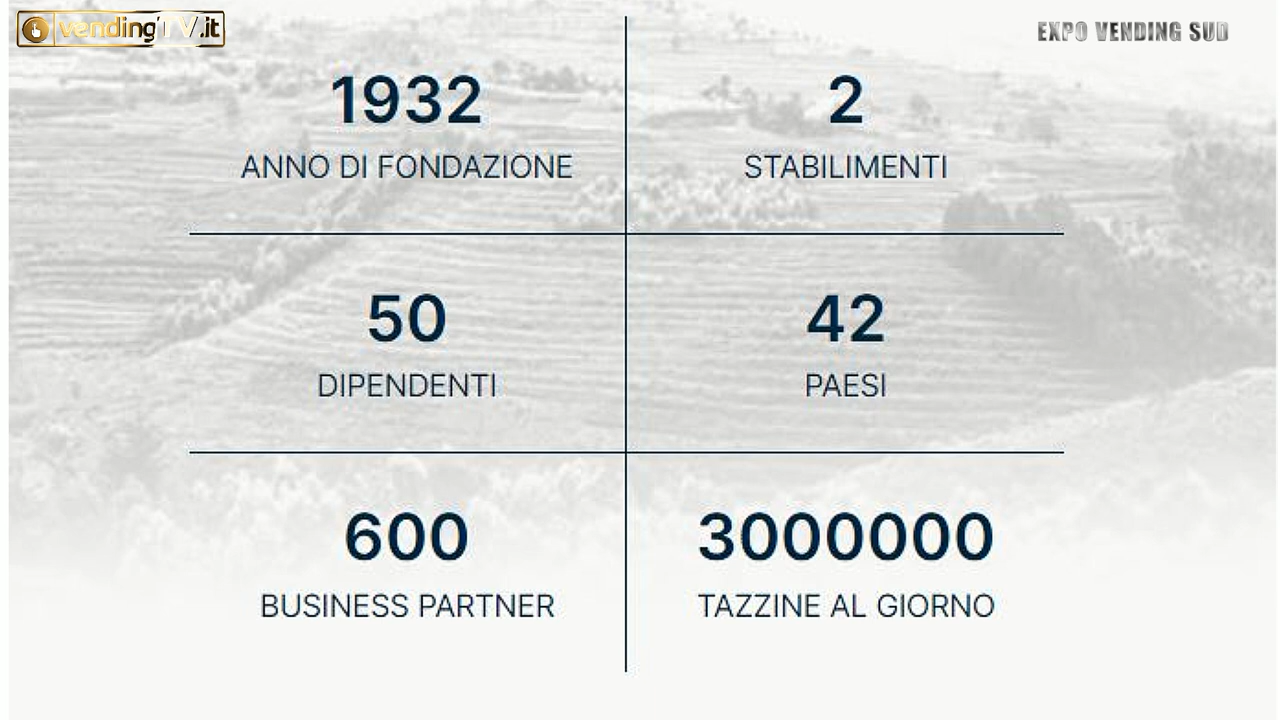 vendingTV.it
EXPO VENDING SUD
1932
ANNO DI FONDAZIONE
2
STABILIMENTI
50
DIPENDENTI
42
PAESI
600
BUSINESS PARTNER
3000000
TAZZINE AL GIORNO